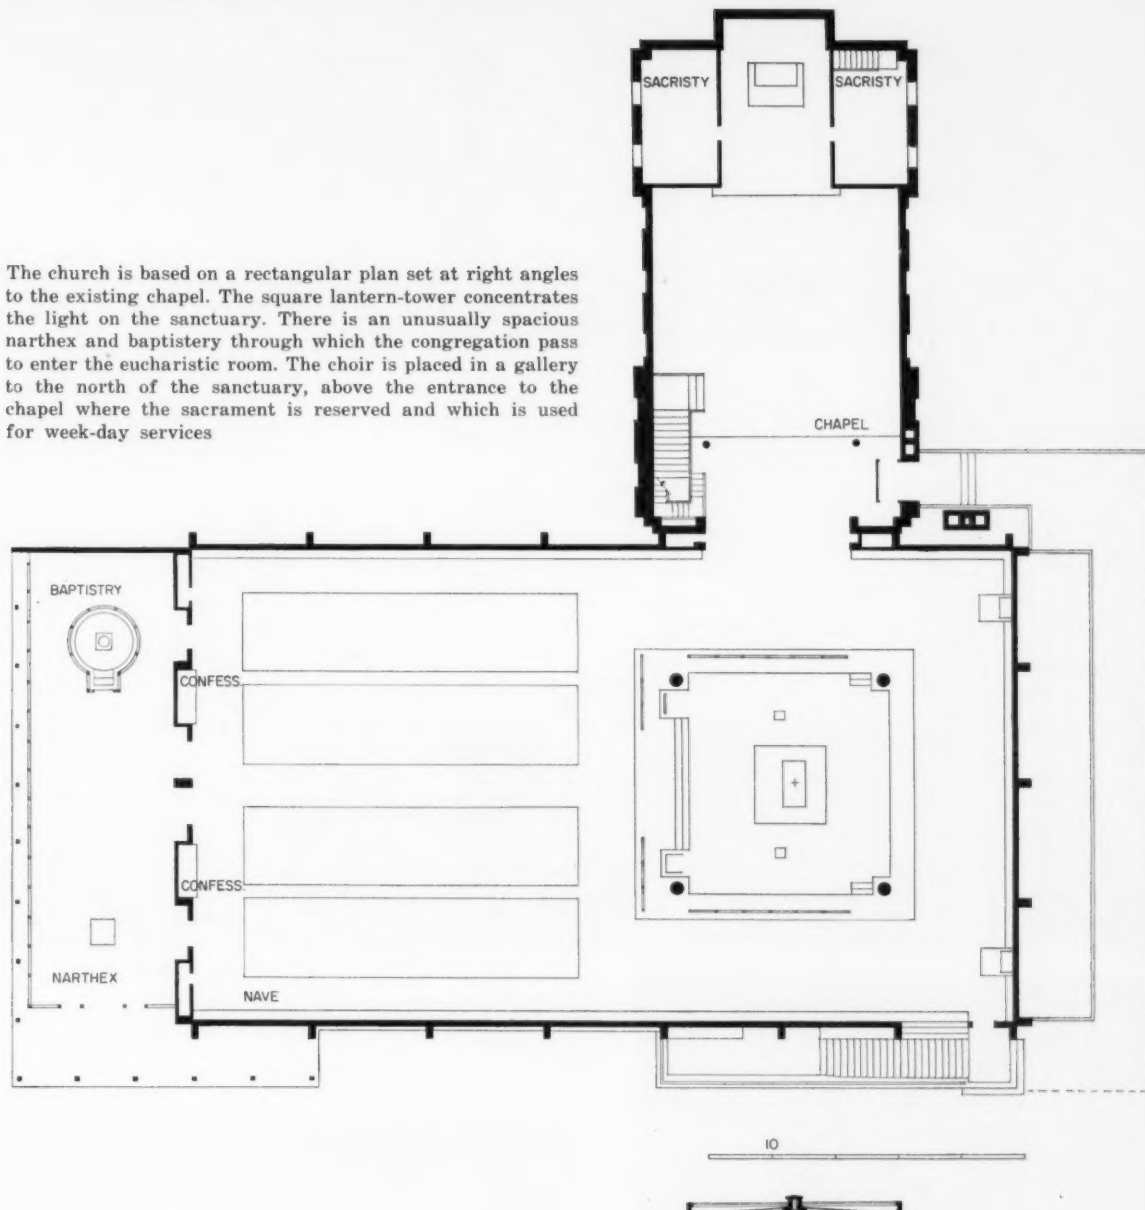 SACRISTY
SACRISTY
The church is based on a rectangular plan set at right angles
to the existing chapel. The square lantern-tower concentrates
the light on the sanctuary. There is an unusually spacious
narthex and baptistery through which the congregation pass
to enter the eucharistic room. The choir is placed in a gallery
to the north of the sanctuary, above the entrance to the
chapel where the sacrament is reserved and which is used
for week-day services
CHAPEL
BAPTISTRY
CONFESS.
CONFESS.
NARTHEX
NAVE
10